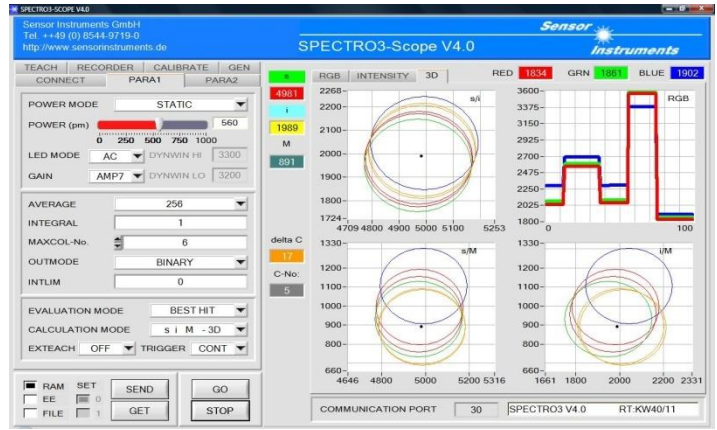 SPECTRO3-SCOPE V4.0
Sensor Instruments GmbH
Tel. ++49 (0) 8544-9719-0
http://www.sensorinstruments.de
SPECTRO3-Scope V4.0
Sensor
Instruments
TEACH RECORDER CALIBRATE GEN
CONNECT PARA1 PARA2
POWER MODE STATIC
POWER (pm) 560
0 250 500 750 1000
LED MODE AC DYNWIN HI 3300
GAIN AMP7 DYNWIN LO 3200
AVERAGE 256
INTEGRAL 1
MAXCOL-No. 6
OUTMODE BINARY
INTLIM 0
EVALUATION MODE BEST HIT
CALCULATION MODE s i M - 3D
EXTEACH OFF TRIGGER CONT
RAM SET
EE 0
FILE 1
SEND GO
GET STOP
s
4981
i
1989
M
891
delta C
17
C-No:
5
RGB INTENSITY 3D RED 1834 GRN 1861 BLUE 1902
2268
2200
2100
2000
1900
1800
1724
s/i
4709 4800 4900 5000 5100 5253
3600
3375
3150
2925
2700
2475
2250
2025
1800
RGB
0 100
1330
1200
1100
1000
900
800
660
s/M
4646 4800 5000 5200 5316
1330
1200
1100
1000
900
800
660
i/M
1661 1800 2000 2200 2331
COMMUNICATION PORT 30 SPECTRO3 V4.0 RT:KW40/11